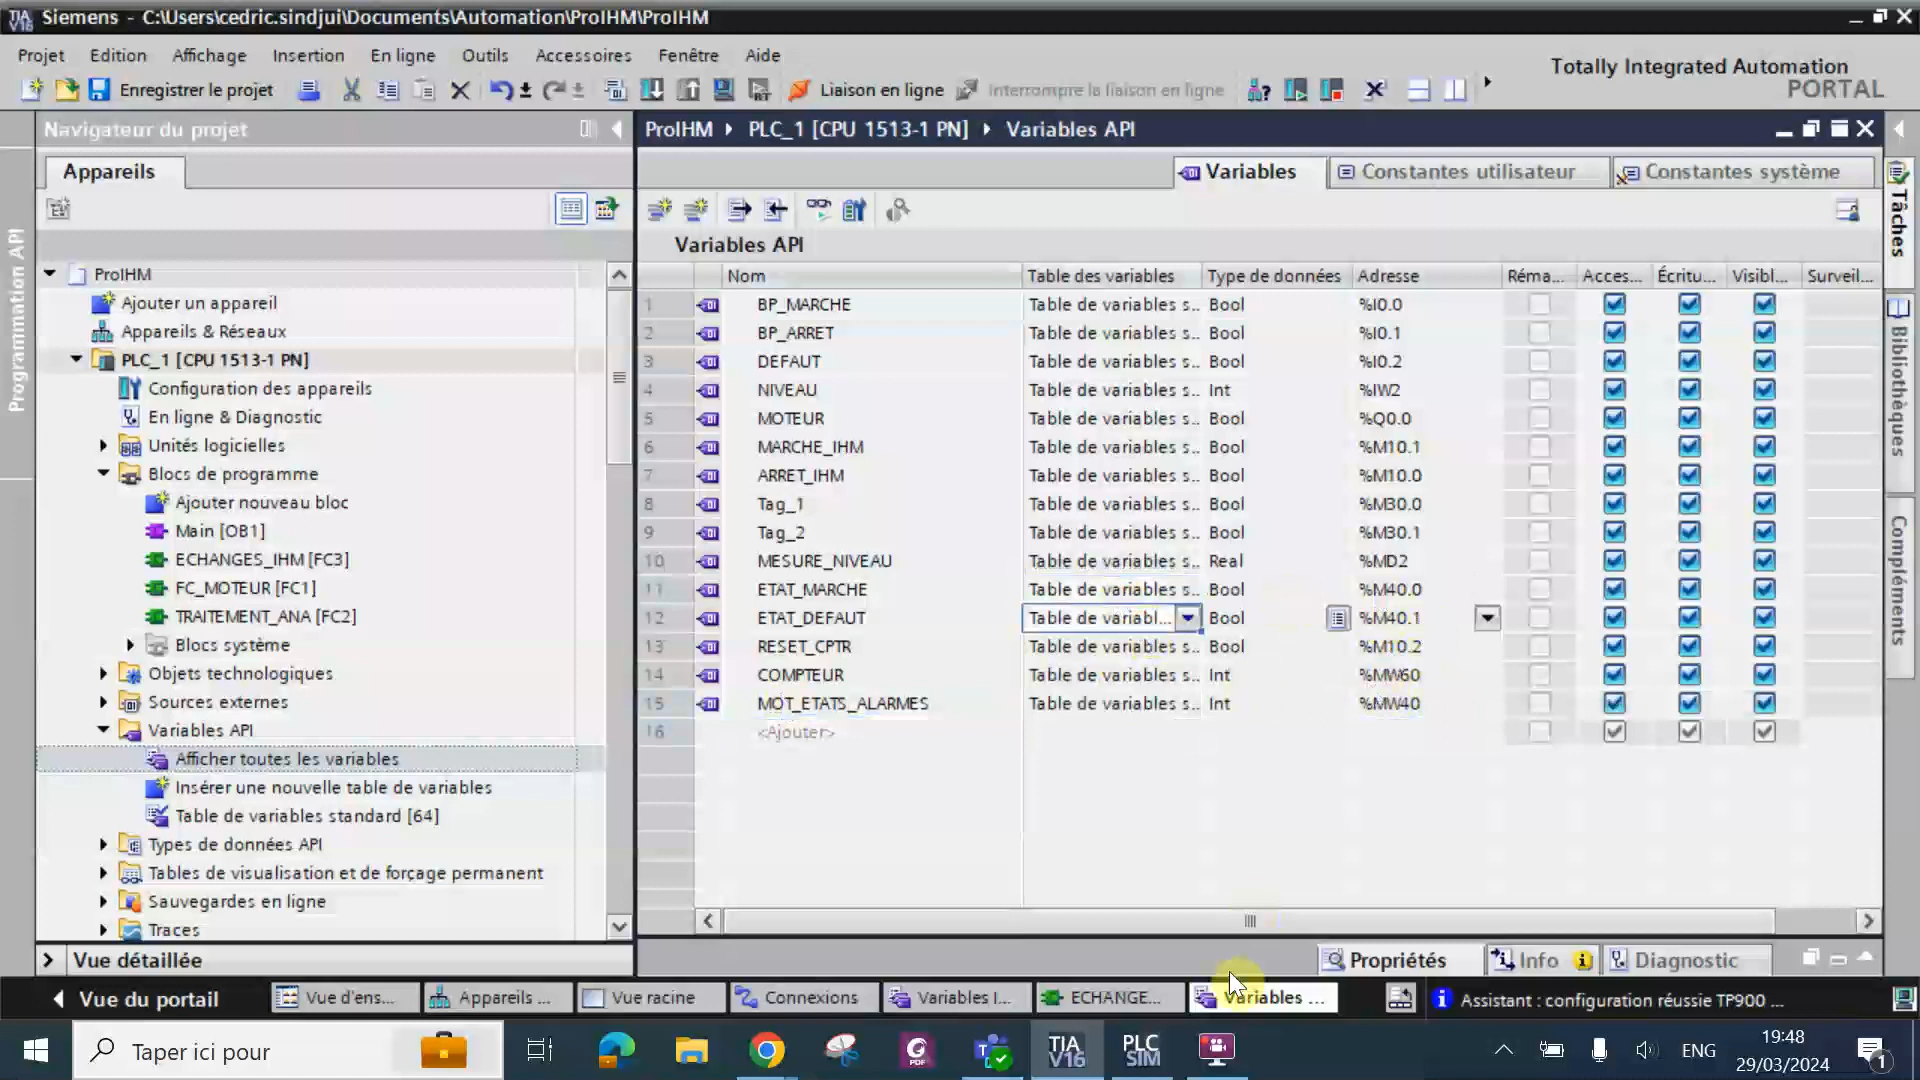 Siemens - C:\Users\cedric.sindjui\Documents\Automation\ProIHM\ProIHM
TIA V16
Projet Edition Affichage Insertion En ligne Outils Accessoires Fenêtre Aide
Totally Integrated Automation
PORTAL
Enregistrer le projet Liaison en ligne Interrompre la liaison en ligne
Navigateur du projet
ProIHM PLC_1 [CPU 1513-1 PN] Variables API
Appareils
Variables Constantes utilisateur Constantes système
Programmation API
Tâches
Bibliothèques
Compléments
ProIHM
Ajouter un appareil
Appareils & Réseaux
PLC_1 [CPU 1513-1 PN]
Configuration des appareils
En ligne & Diagnostic
Unités logicielles
Blocs de programme
Ajouter nouveau bloc
Main [OB1]
ECHANGES_IHM [FC3]
FC_MOTEUR [FC1]
TRAITEMENT_ANA [FC2]
Blocs système
Objets technologiques
Sources externes
Variables API
Afficher toutes les variables
Insérer une nouvelle table de variables
Table de variables standard [64]
Types de données API
Tables de visualisation et de forçage permanent
Sauvegardes en ligne
Traces
Vue détaillée
Variables API
Nom Table des variables Type de données Adresse Réma... Acces... Écritu... Visibl... Surveil...
1 BP_MARCHE Table de variables s.. Bool %I0.0
2 BP_ARRET Table de variables s.. Bool %I0.1
3 DEFAUT Table de variables s.. Bool %I0.2
4 NIVEAU Table de variables s.. Int %IW2
5 MOTEUR Table de variables s.. Bool %Q0.0
6 MARCHE_IHM Table de variables s.. Bool %M10.1
7 ARRET_IHM Table de variables s.. Bool %M10.0
8 Tag_1 Table de variables s.. Bool %M30.0
9 Tag_2 Table de variables s.. Bool %M30.1
10 MESURE_NIVEAU Table de variables s.. Real %MD2
11 ETAT_MARCHE Table de variables s.. Bool %M40.0
12 ETAT_DEFAUT Table de variabl... Bool %M40.1
13 RESET_CPTR Table de variables s.. Bool %M10.2
14 COMPTEUR Table de variables s.. Int %MW60
15 MOT_ETATS_ALARMES Table de variables s.. Int %MW40
16 <Ajouter>
Propriétés Info Diagnostic
Vue du portail Vue d'ens... Appareils ... Vue racine Connexions Variables I... ECHANGE... Variables ... Assistant : configuration réussie TP900 ...
Taper ici pour
PDF
TIA V16
PLC SIM
ENG
19:48
29/03/2024
1